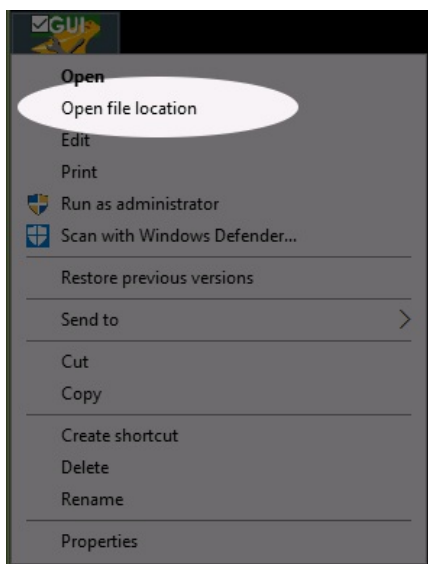 GUI
Open
Open file location
Edit
Print
Run as administrator
Scan with Windows Defender...
Restore previous versions
Send to
Cut
Copy
Create shortcut
Delete
Rename
Properties